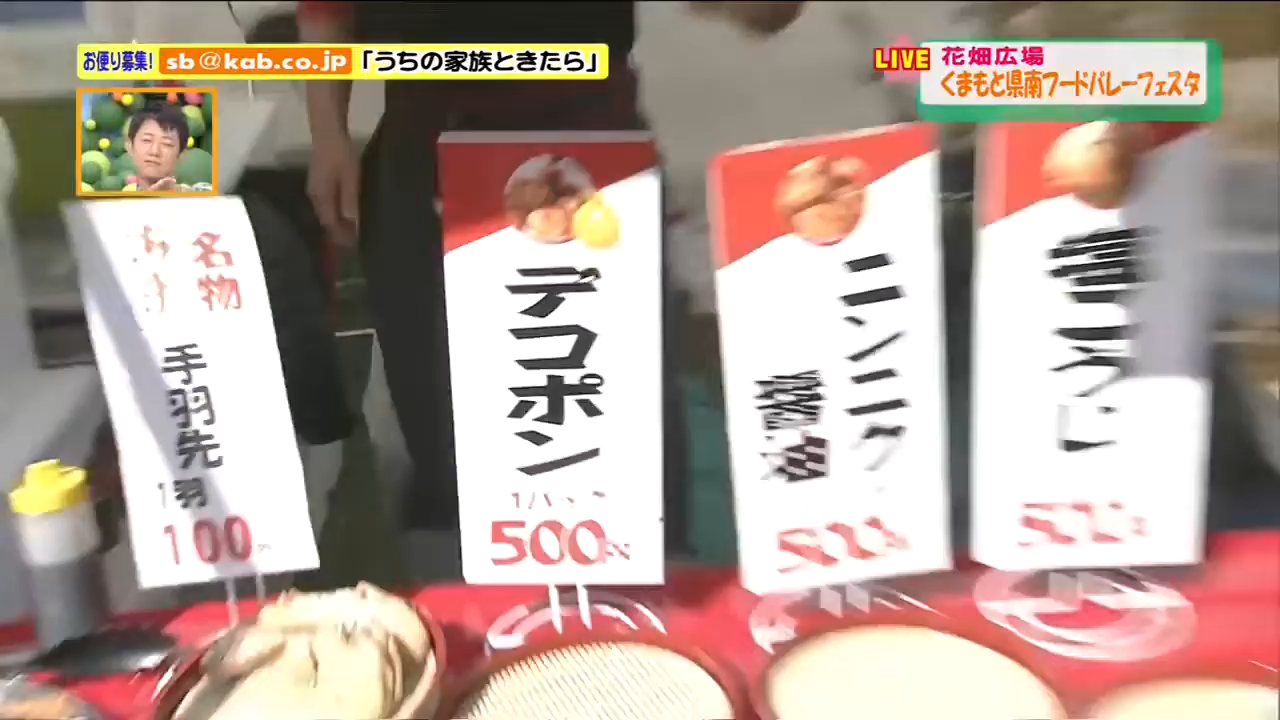 お便り募集! sb@kab.co.jp 「うちの家族ときたら」
LIVE 花畑広場
くまもと県南フードバレーフェスタ
名物
手羽先
1羽
100
デコポン
500
ニンニク
醤油
500
500